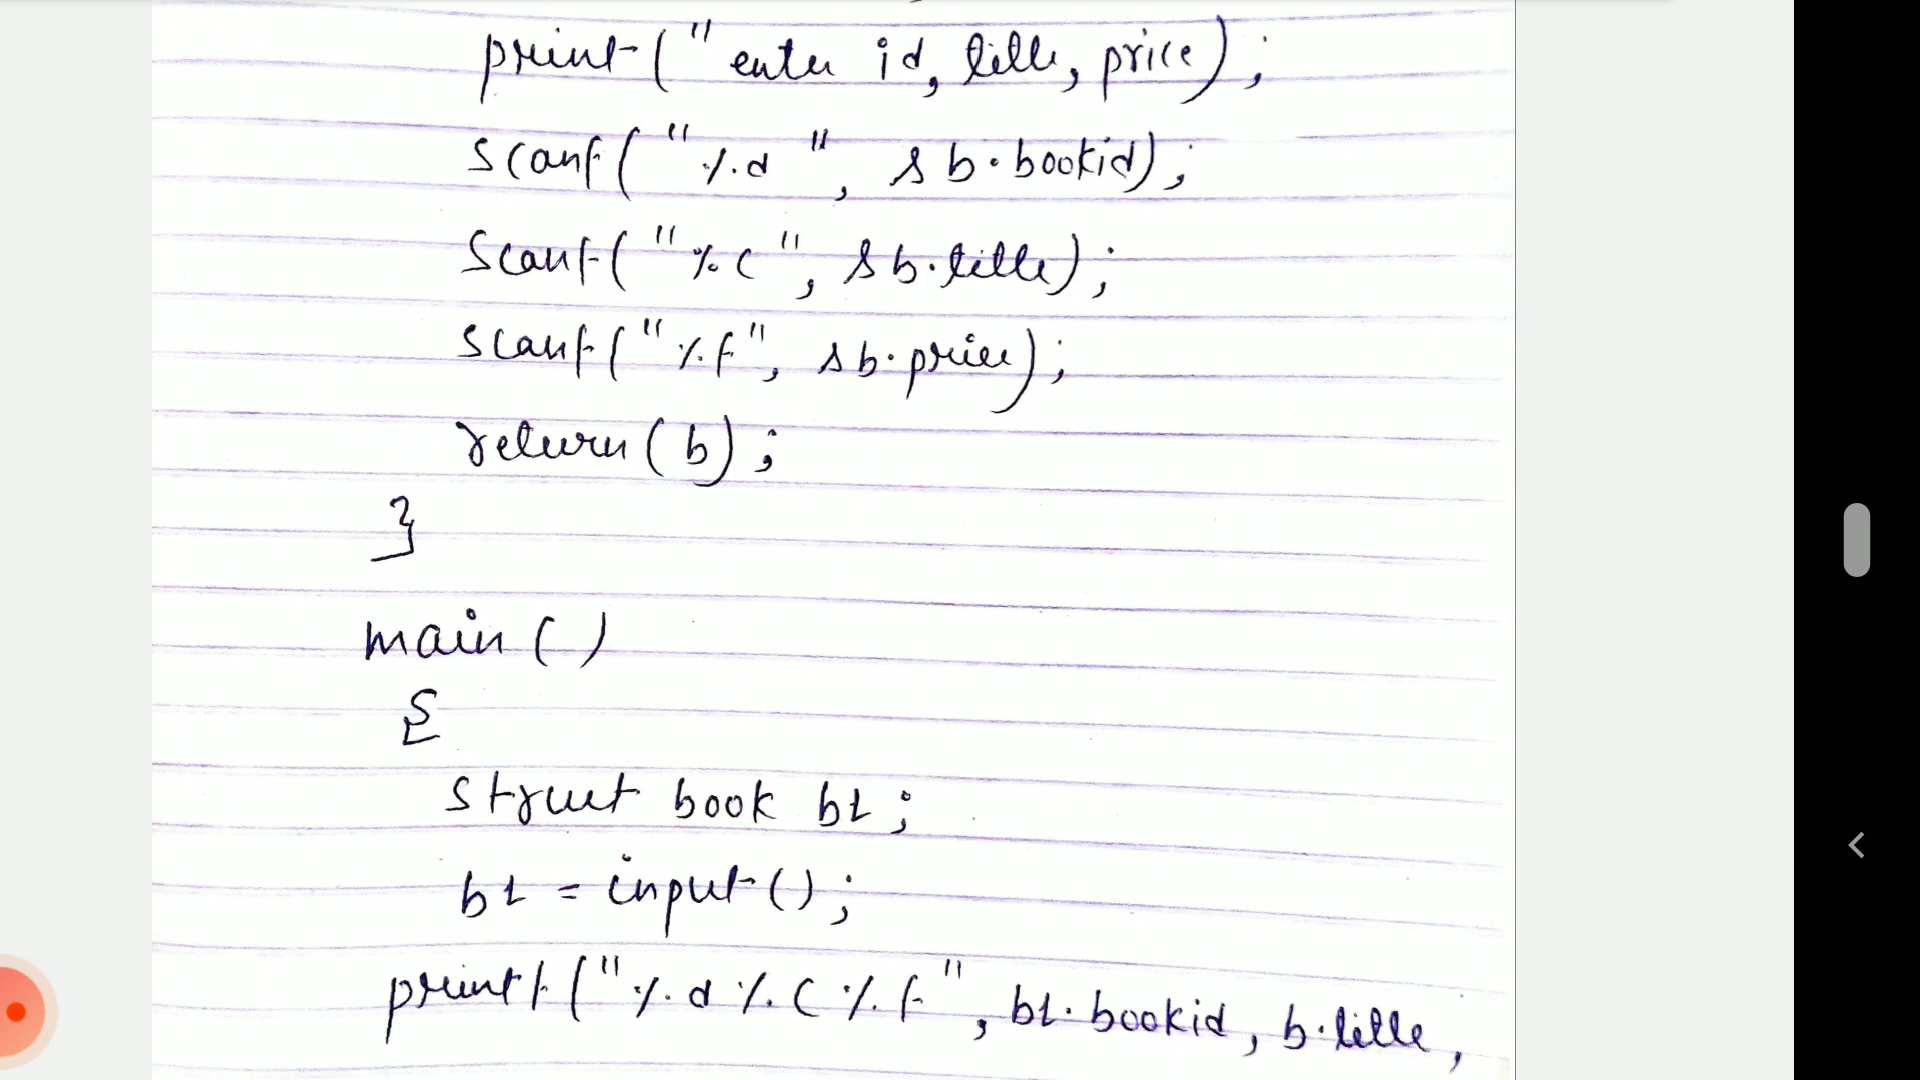 print(" enter id, title, price);
scanf("%d", &b.bookid);
scanf("%c", &b.title);
scanf("%f", &b.price);
return(b);
}
main()
{
struct book b1;
b1 = input();
printf("%d %c %f", b1.bookid, b.title,